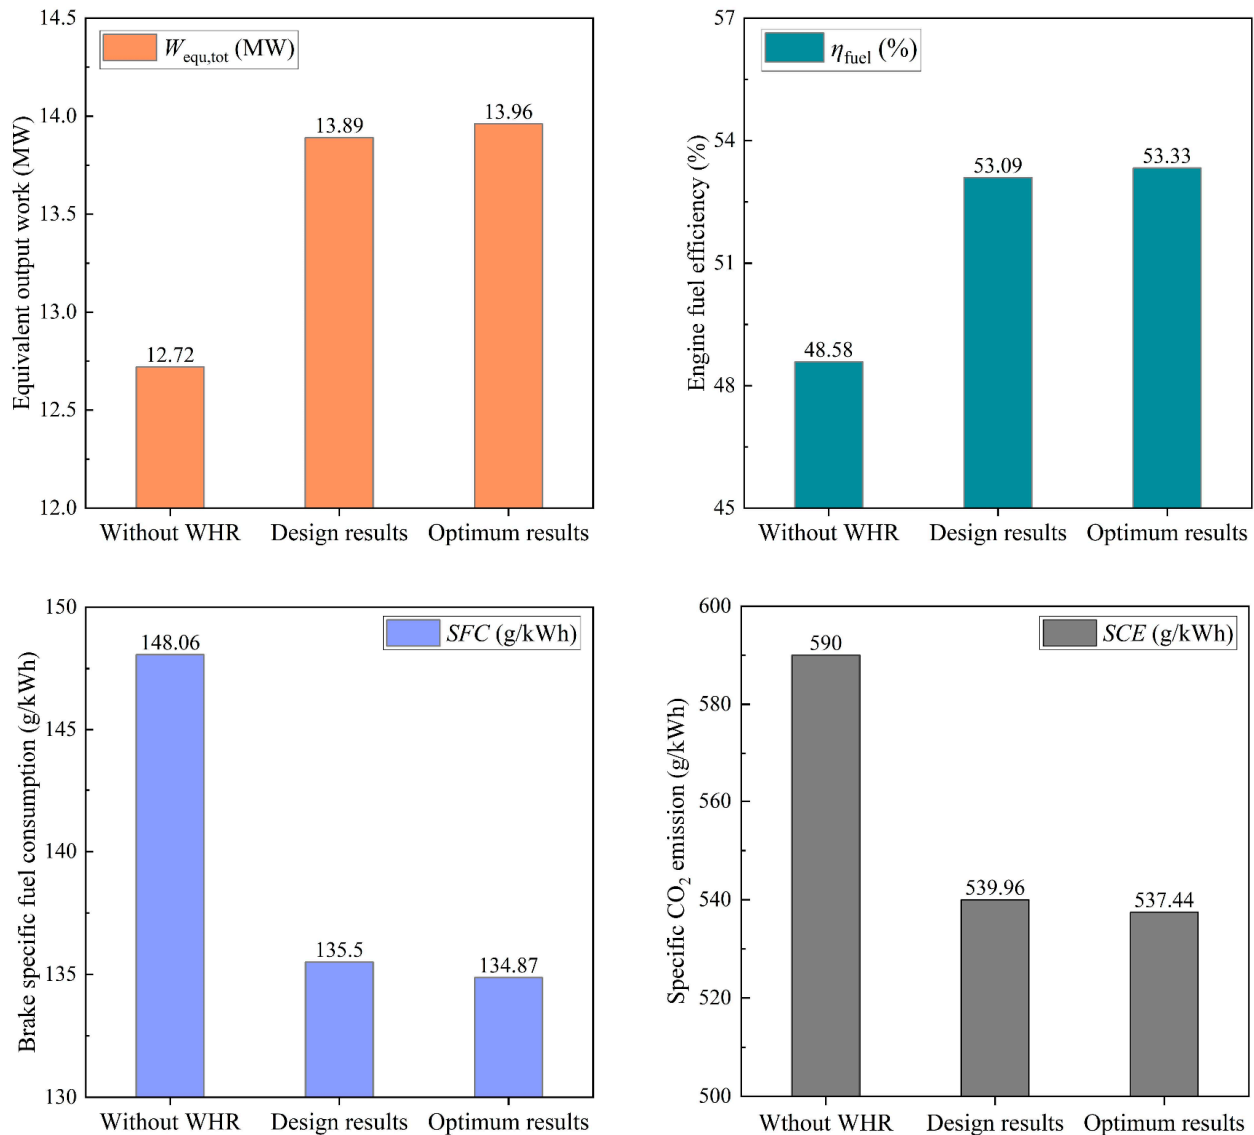 14.5
14.0
13.5
13.0
12.5
12.0
Equivalent output work (MW)
W_equ,tot (MW)
12.72
13.89
13.96
Without WHR Design results Optimum results
57
54
51
48
45
Engine fuel efficiency (%)
η_fuel (%)
48.58
53.09
53.33
Without WHR Design results Optimum results
150
145
140
135
130
Brake specific fuel consumption (g/kWh)
SFC (g/kWh)
148.06
135.5
134.87
Without WHR Design results Optimum results
600
580
560
540
520
500
Specific CO₂ emission (g/kWh)
SCE (g/kWh)
590
539.96
537.44
Wthout WHR Design results Optimum results